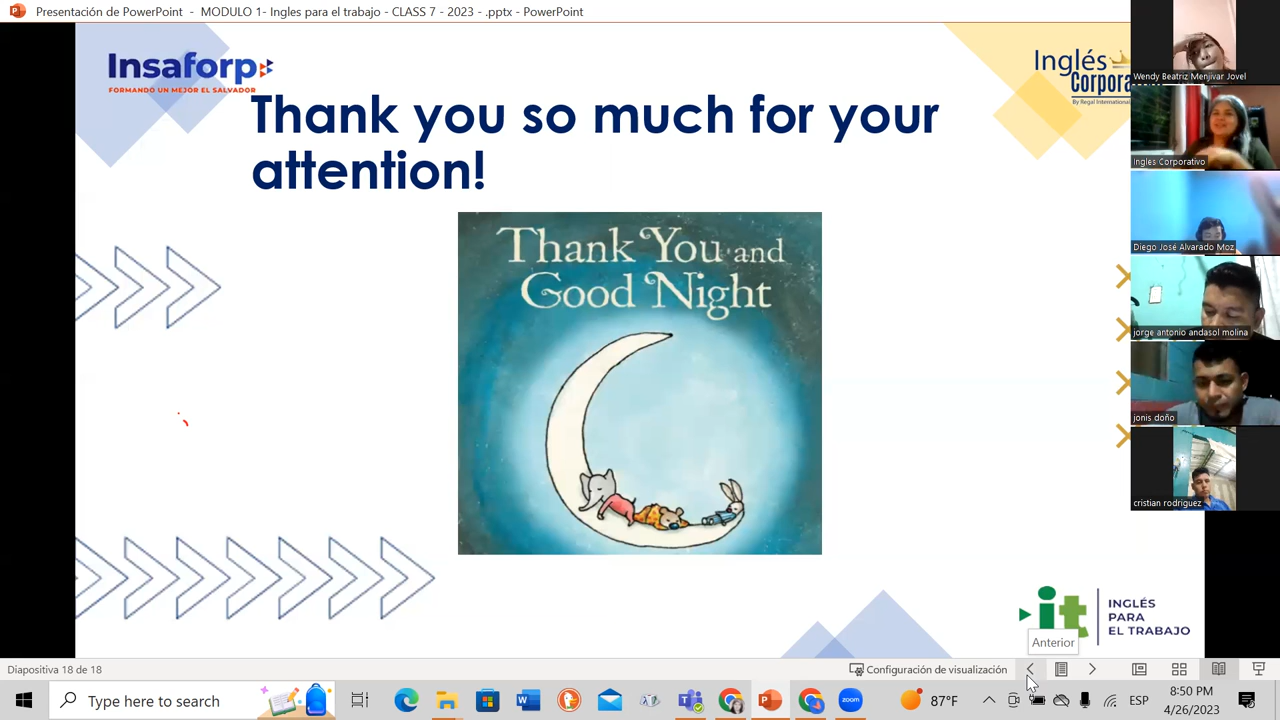 Presentación de PowerPoint - MODULO 1- Ingles para el trabajo - CLASS 7 - 2023 - .pptx - PowerPoint
Insaforp
FORMANDO UN MEJOR EL SALVADOR
Inglés
By Regal International
Thank you so much for your
attention!
Thank You and
Good Night
Wendy Beatriz Menjivar Jovel
Ingles Corporativo
Diego José Alvarado Moz
jorge antonio andasol molina
jonis doño
cristian rodriguez
it
INGLÉS
PARA
EL TRABAJO
Anterior
Diapositiva 18 de 18
Configuración de visualización
Type here to search
87°F
ESP
8:50 PM
4/26/2023